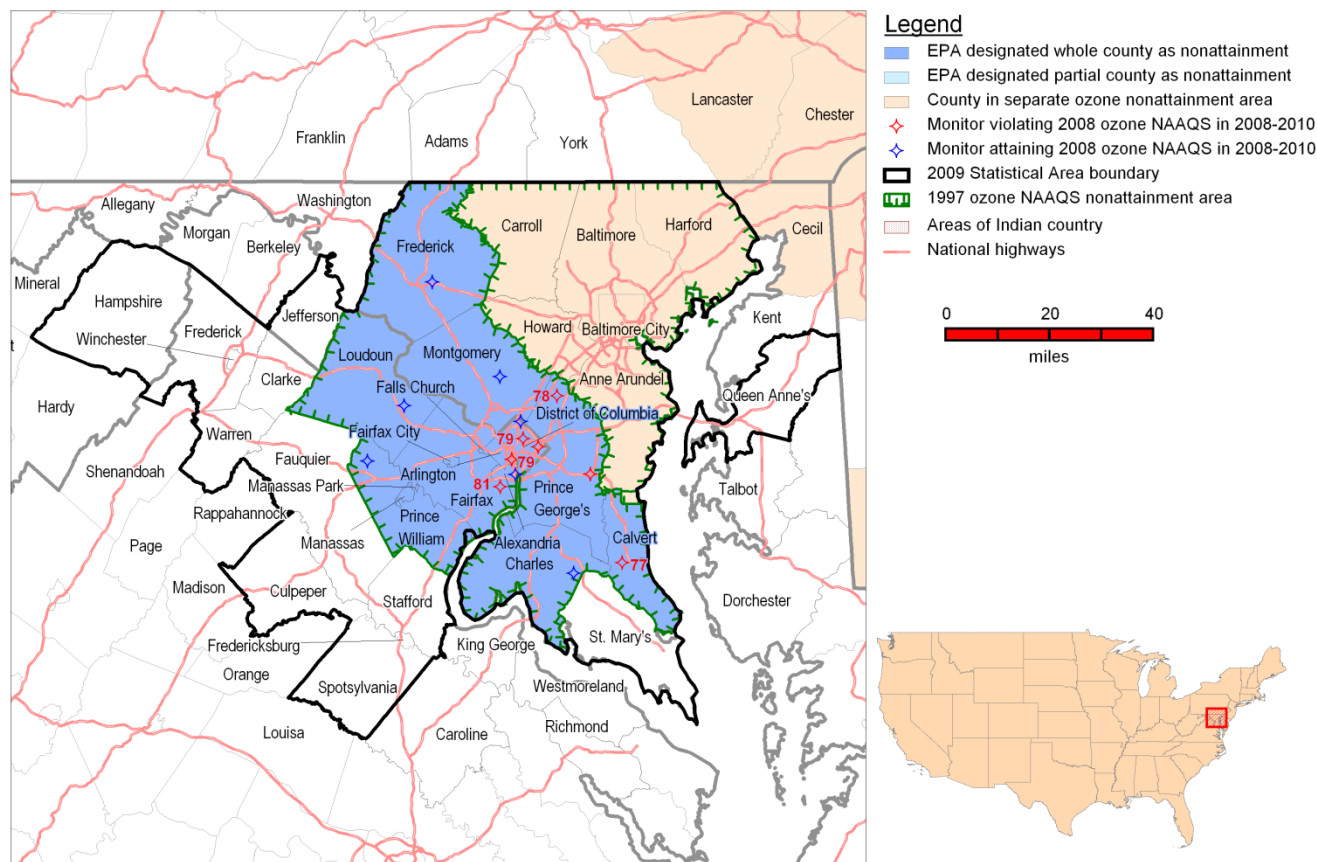 Lancaster
Chester
Franklin
Adams
York
Allegany
Washington
Morgan
Berkeley
Carroll
Baltimore
Harford
Cecil
Frederick
Mineral
Hampshire
Jefferson
Kent
Winchester
Frederick
Howard
Baltimore City
Loudoun
Montgomery
t
Clarke
Falls Church
Anne Arundel
Hardy
78
Queen Anne's
District of Columbia
Warren
Fairfax City
79
Shenandoah
Fauquier
Arlington
79
Manassas Park
81
Fairfax
Prince
George's
Talbot
Rappahannock
Prince
William
Page
Manassas
Alexandria
Calvert
Charles
77
Madison
Culpeper
Stafford
Dorchester
Fredericksburg
King George
St. Mary's
Orange
Spotsylvania
Westmoreland
Louisa
Caroline
Richmond
Legend
EPA designated whole county as nonattainment
EPA designated partial county as nonattainment
County in separate ozone nonattainment area
Monitor violating 2008 ozone NAAQS in 2008-2010
Monitor attaining 2008 ozone NAAQS in 2008-2010
2009 Statistical Area boundary
1997 ozone NAAQS nonattainment area
Areas of Indian country
National highways
0 20 40
miles